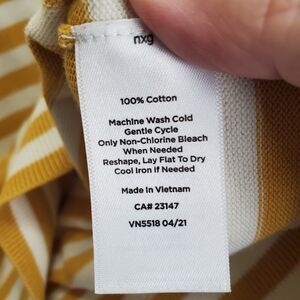 nxg
100% Cotton
Machine Wash Cold
Gentle Cycle
Only Non-Chlorine Bleach
When Needed
Reshape, Lay Flat To Dry
Cool Iron if Needed
Made In Vietnam
CA# 23147
VN5518 04/21